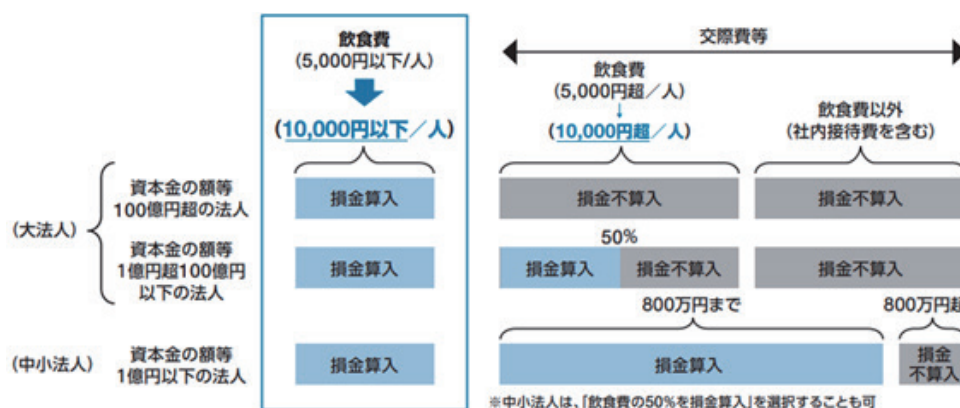 飲食費
(5,000円以下/人)
(10,000円以下/人)
交際費等
飲食費
(5,000円超/人)
↓
(10,000円超/人)
飲食費以外
(社内接待費を含む)
(大法人)
資本金の額等
100億円超の法人
損金算入
損金不算入
損金不算入
資本金の額等
1億円超100億円
以下の法人
損金算入
50%
損金算入
損金不算入
損金不算入
800万円まで
800万円超
(中小法人)
資本金の額等
1億円以下の法人
損金算入
損金算入
損金
不算入
※中小法人は、「飲食費の50%を損金算入」を選択することも可